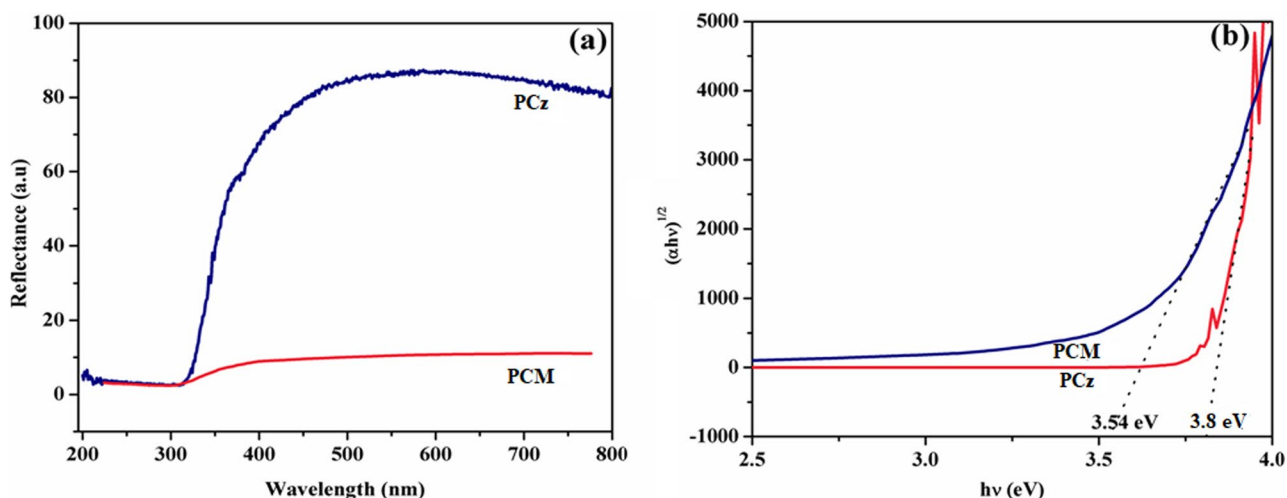 (a)
Reflectance (a.u)
100
80
60
40
20
0
PCz
PCM
200
300
400
500
600
700
800
Wavelength (nm)
(b)
(αhν)1/2
5000
4000
3000
2000
1000
0
-1000
PCM
PCz
3.54 eV
3.8 eV
2.5
3.0
3.5
4.0
hν (eV)